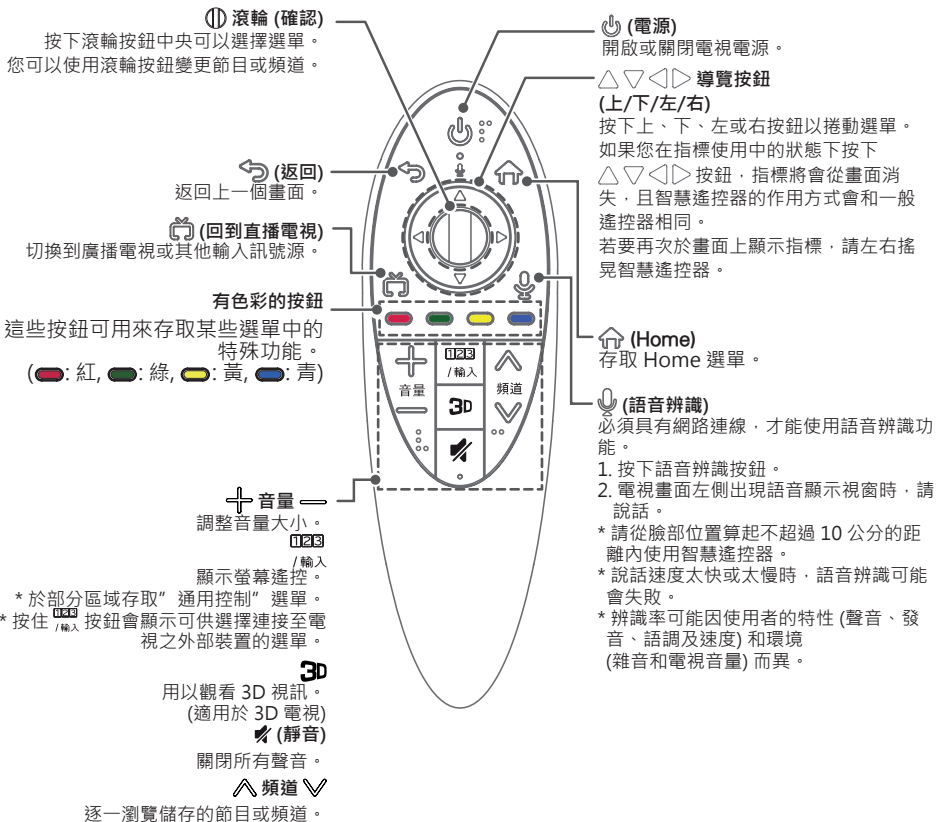 滾輪 (確認)
按下滾輪按鈕中央可以選擇選單。
您可以使用滾輪按鈕變更節目或頻道。
(返回)
返回上一個畫面。
(回到直播電視)
切換到廣播電視或其他輸入訊號源。
有色彩的按鈕
這些按鈕可用來存取某些選單中的
特殊功能。
( : 紅, : 綠, : 黃, : 青)
音量
調整音量大小。
123
/輸入
顯示螢幕遙控。
* 於部分區域存取”通用控制”選單。
* 按住 123/輸入 按鈕會顯示可供選擇連接至電
視之外部裝置的選單。
3D
用以觀看 3D 視訊。
(適用於 3D 電視)
(靜音)
關閉所有聲音。
頻道
逐一瀏覽儲存的節目或頻道。
音量
123
/輸入
3D
頻道
(電源)
開啟或關閉電視電源。
△▽◁▷ 導覽按鈕
(上/下/左/右)
按下上、下、左或右按鈕以捲動選單。
如果您在指標使用中的狀態下按下
△▽◁▷ 按鈕，指標將會從畫面消
失，且智慧遙控器的作用方式會和一般
遙控器相同。
若要再次於畫面上顯示指標，請左右搖
晃智慧遙控器。
(Home)
存取 Home 選單。
(語音辨識)
必須具有網路連線，才能使用語音辨識功
能。
1. 按下語音辨識按鈕。
2. 電視畫面左側出現語音顯示視窗時，請
說話。
* 請從臉部位置算起不超過 10 公分的距
離內使用智慧遙控器。
* 說話速度太快或太慢時，語音辨識可能
會失敗。
* 辨識率可能因使用者的特性 (聲音、發
音、語調及速度) 和環境
(雜音和電視音量) 而異。